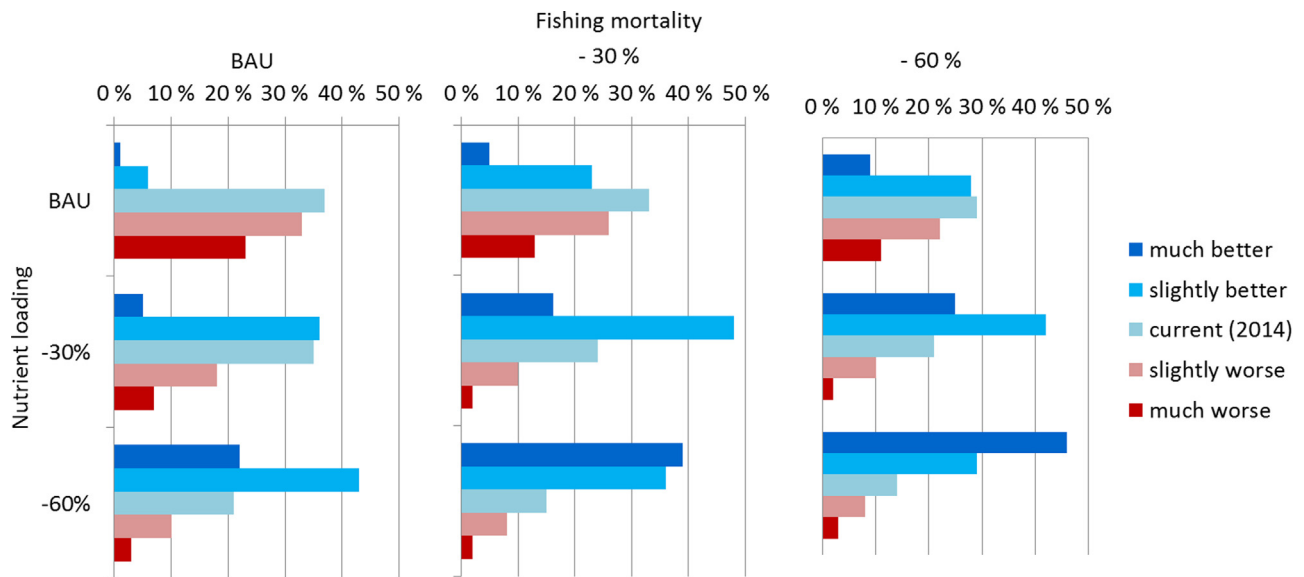 Fishing mortality
BAU
- 30 %
- 60 %
0 % 10 % 20 % 30 % 40 % 50 %
0 % 10 % 20 % 30 % 40 % 50 %
0 % 10 % 20 % 30 % 40 % 50 %
Nutrient loading
BAU
-30%
-60%
much better
slightly better
current (2014)
slightly worse
much worse